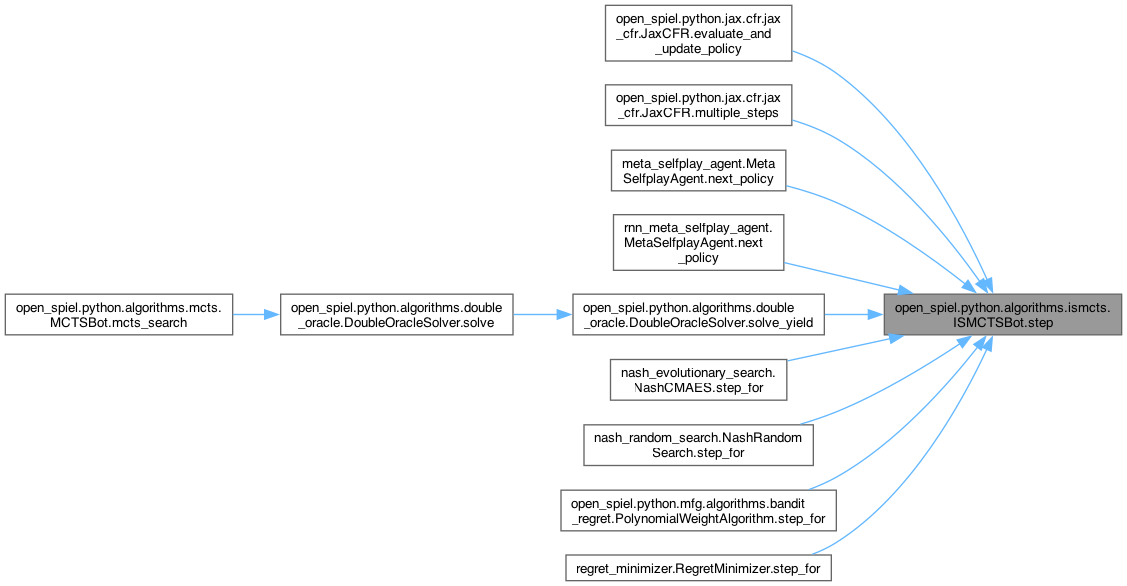 open_spiel.python.jax.cfr.jax
_cfr.JaxCFR.evaluate_and
_update_policy
open_spiel.python.jax.cfr.jax
_cfr.JaxCFR.multiple_steps
meta_selfplay_agent.Meta
SelfplayAgent.next_policy
rnn_meta_selfplay_agent.
MetaSelfplayAgent.next
_policy
open_spiel.python.algorithms.mcts.
MCTSBot.mcts_search
open_spiel.python.algorithms.double
_oracle.DoubleOracleSolver.solve
open_spiel.python.algorithms.double
_oracle.DoubleOracleSolver.solve_yield
open_spiel.python.algorithms.ismcts.
ISMCTSBot.step
nash_evolutionary_search.
NashCMAES.step_for
nash_random_search.NashRandom
Search.step_for
open_spiel.python.mfg.algorithms.bandit
_regret.PolynomialWeightAlgorithm.step_for
regret_minimizer.RegretMinimizer.step_for